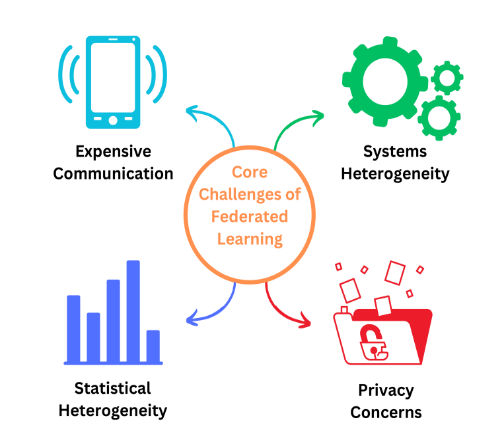 Expensive
Communication
Systems
Heterogeneity
Core
Challenges of
Federated
Learning
Statistical
Heterogeneity
Privacy
Concerns